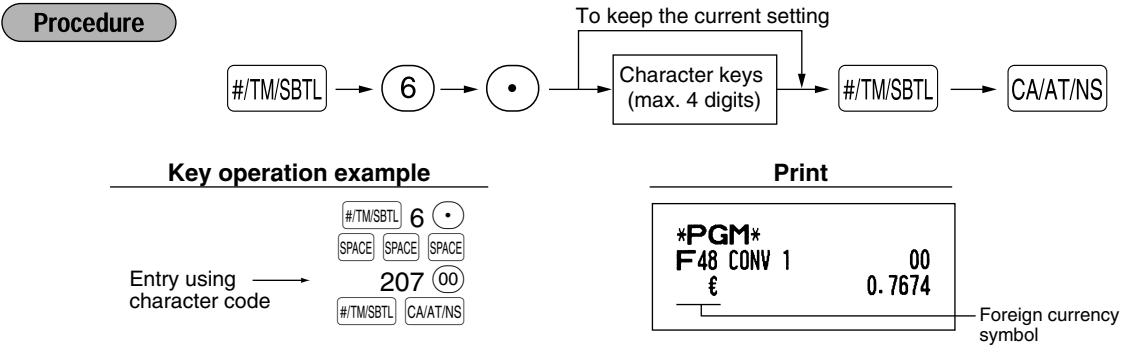 Procedure
To keep the current setting
#/TM/SBTL 6 • Character keys (max. 4 digits) #/TM/SBTL CA/AT/NS
Key operation example
#/TM/SBTL 6 •
SPACE SPACE SPACE
Entry using character code
207 00
#/TM/SBTL CA/AT/NS
Print
*PGM*
F48 CONV 1 00
€ 0.7674
Foreign currency
symbol